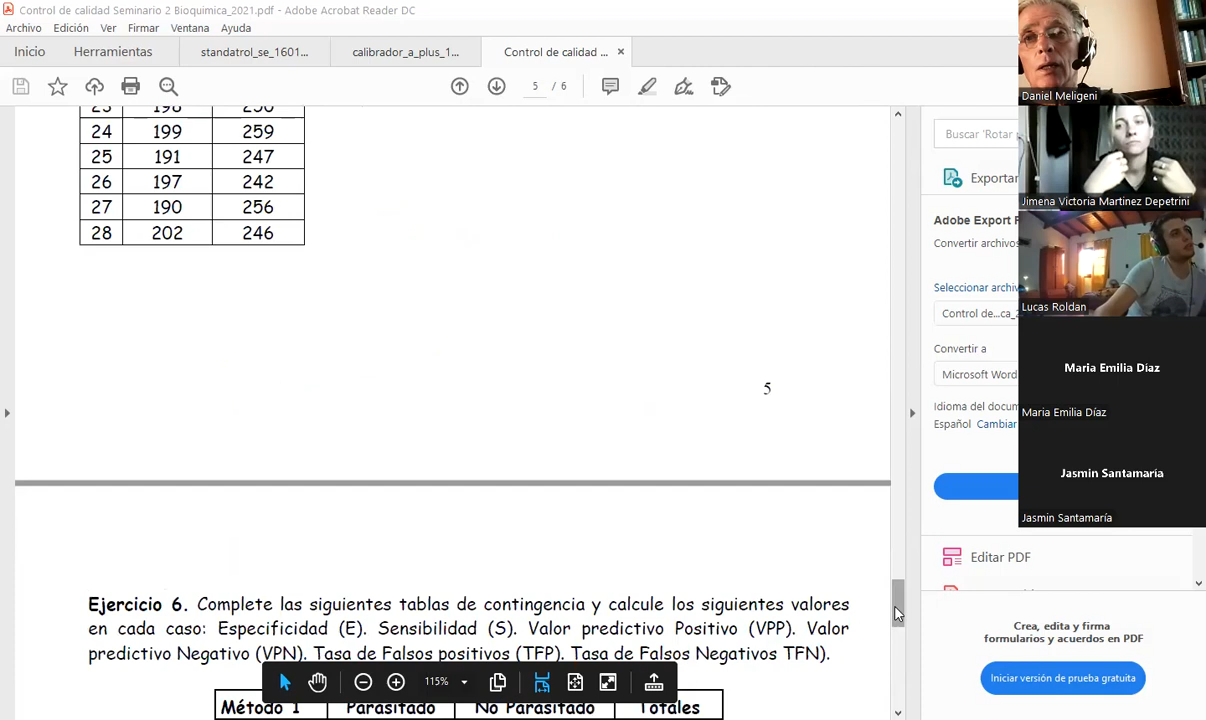 Control de calidad Seminario 2 Bioquimica_2021.pdf - Adobe Acrobat Reader DC
Archivo Edición Ver Firmar Ventana Ayuda
Inicio Herramientas standatrol_se_1601... calibrador_a_plus_1... Control de calidad ... ×
5 / 6
24 199 259
25 191 247
26 197 242
27 190 256
28 202 246
5
Ejercicio 6. Complete las siguientes tablas de contingencia y calcule los siguientes valores
en cada caso: Especificidad (E). Sensibilidad (S). Valor predictivo Positivo (VPP). Valor
predictivo Negativo (VPN). Tasa de Falsos positivos (TFP). Tasa de Falsos Negativos TFN).
115%
Método 1 Parasitado No Parasitado Totales
Buscar 'Rotar
Exportar
Adobe Export
Convertir archivos
Seleccionar archiv
Control de...ca_2
Convertir a
Microsoft Word
Idioma del docum
Español Cambiar
Editar PDF
Crea, edita y firma
formularios y acuerdos en PDF
Iniciar versión de prueba gratuita
Daniel Meligeni
Jimena Victoria Martinez Depetrini
Lucas Roldan
Maria Emilia Díaz
Maria Emilia Díaz
Jasmin Santamaría
Jasmin Santamaría